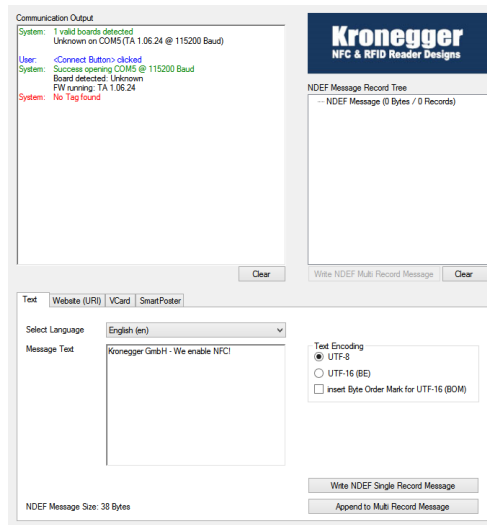 Communication Output
System: 1 valid boards detected
Unknown on COM5(TA 1.06.24 @ 115200 Baud)
User: <Connect Button> clicked
System: Success opening COM5 @ 115200 Baud
Board detected: Unknown
FW running: TA 1.06.24
System: No Tag found
Clear
Kronegger
NFC & RFID Reader Designs
NDEF Message Record Tree
NDEF Message (0 Bytes / 0 Records)
Write NDEF Multi Record Message Clear
Text Website (URI) VCard SmartPoster
Select Language English (en)
Message Text Kronegger GmbH - We enable NFC!
Text Encoding
UTF-8
UTF-16 (BE)
insert Byte Order Mark for UTF-16 (BOM)
Write NDEF Single Record Message
NDEF Message Size: 38 Bytes Append to Multi Record Message